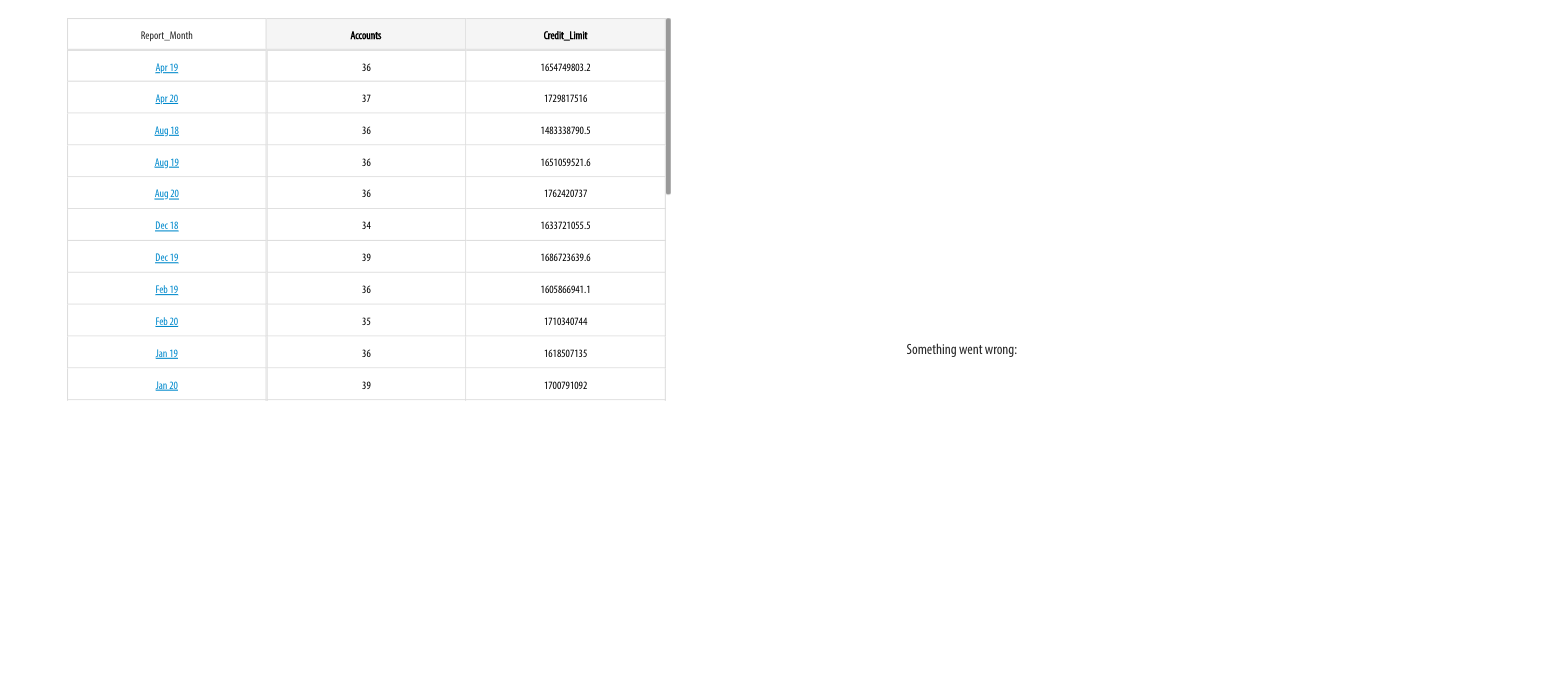 Report_Month Accounts Credit_Limit
Apr 19 36 1654749803.2
Apr 20 37 1729817516
Aug 18 36 1483338790.5
Aug 19 36 1651059521.6
Aug 20 36 1762420737
Dec 18 34 1633721055.5
Dec 19 39 1686723639.6
Feb 19 36 1605866941.1
Feb 20 35 1710340744
Jan 19 36 1618507135
Jan 20 39 1700791092
Something went wrong: